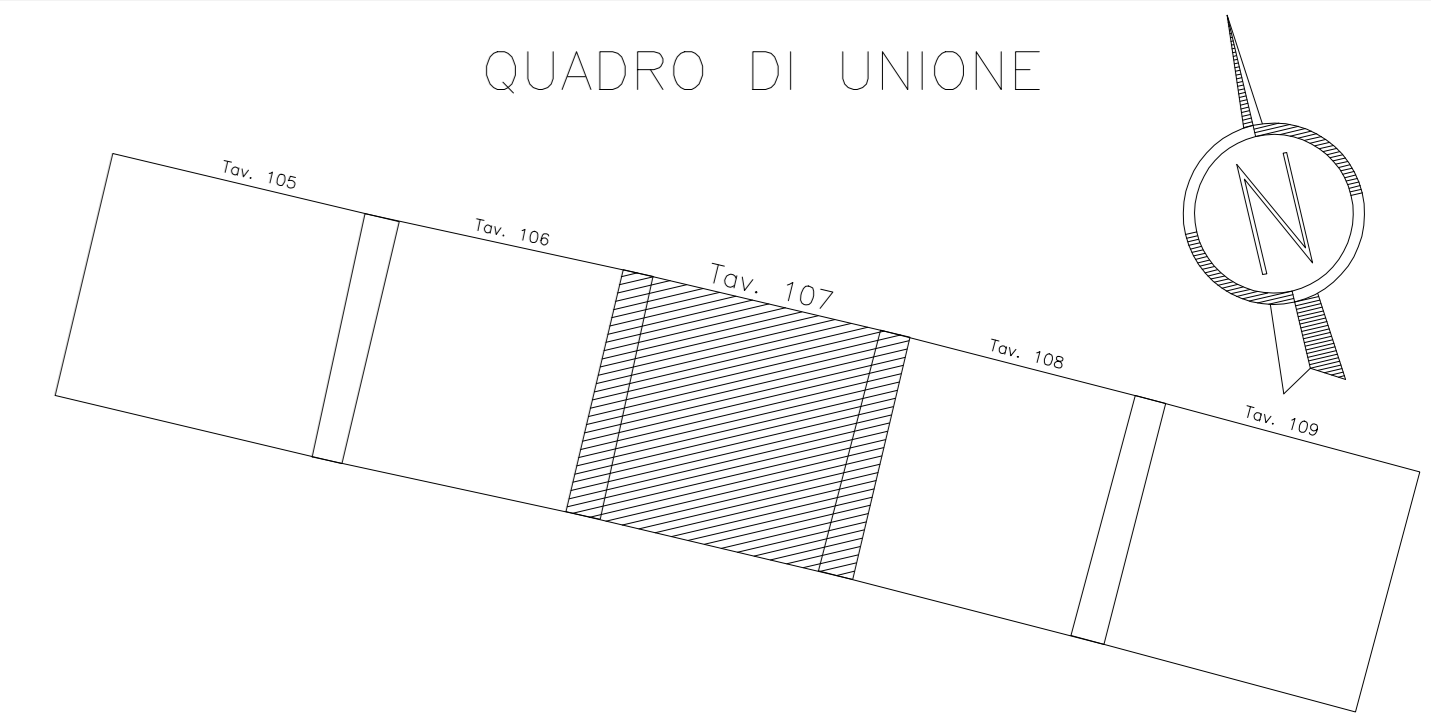 QUADRO DI UNIONE
N
Tav. 105
Tav. 106
Tav. 107
Tav. 108
Tav. 109